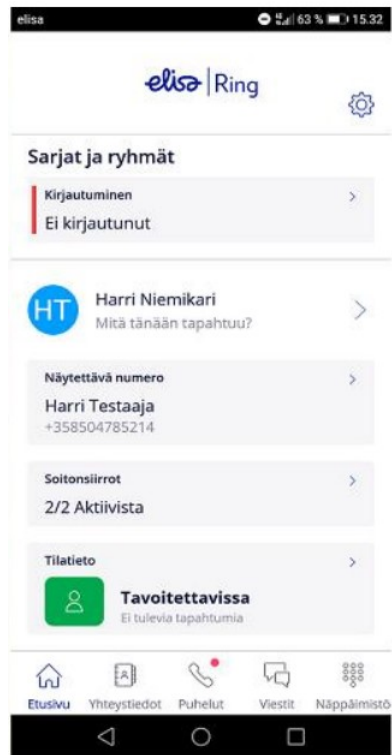 elisa 63 % 15.32
elisa Ring
Sarjat ja ryhmät
Kirjautuminen
Ei kirjautunut
HT
Harri Niemikari
Mitä tänään tapahtuu?
Näytettävä numero
Harri Testaaja
+358504785214
Soitonsiirrot
2/2 Aktiivista
Tilatieto
Tavoitettavissa
Ei tulevia tapahtumia
Etusivu Yhteystiedot Puhelut Viestit Näppäimistö